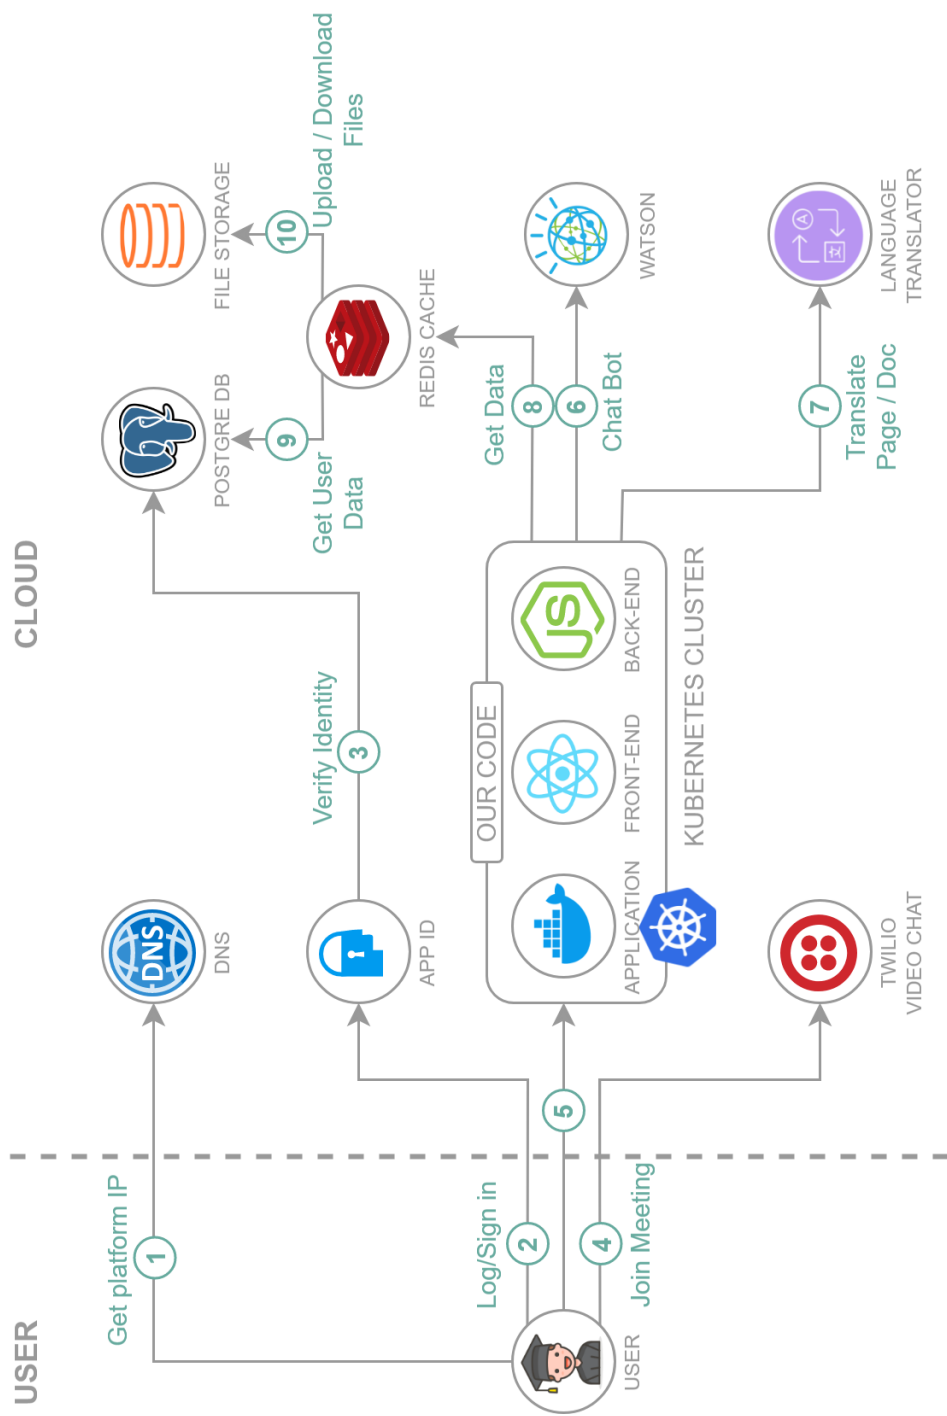 USER
CLOUD
Get platform IP
1
DNS
DNS
Log/Sign in
2
APP ID
Verify Identity
3
POSTGRE DB
Get User
Data
9
FILE STORAGE
10
Upload / Download
Files
REDIS CACHE
USER
5
OUR CODE
APPLICATION
FRONT-END
JS
BACK-END
KUBERNETES CLUSTER
Get Data
8
6
Chat Bot
WATSON
4
Join Meeting
TWILIO
VIDEO CHAT
7
Translate
Page / Doc
A
文
LANGUAGE
TRANSLATOR